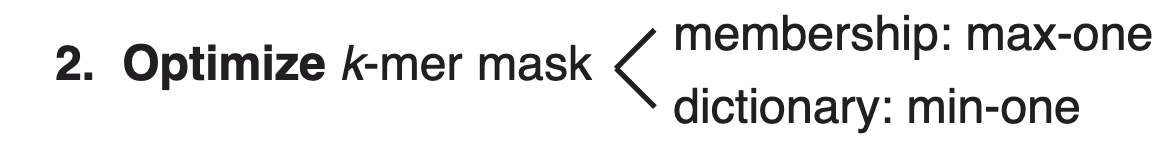 membership: max-one
2. Optimize k-mer mask
dictionary: min-one